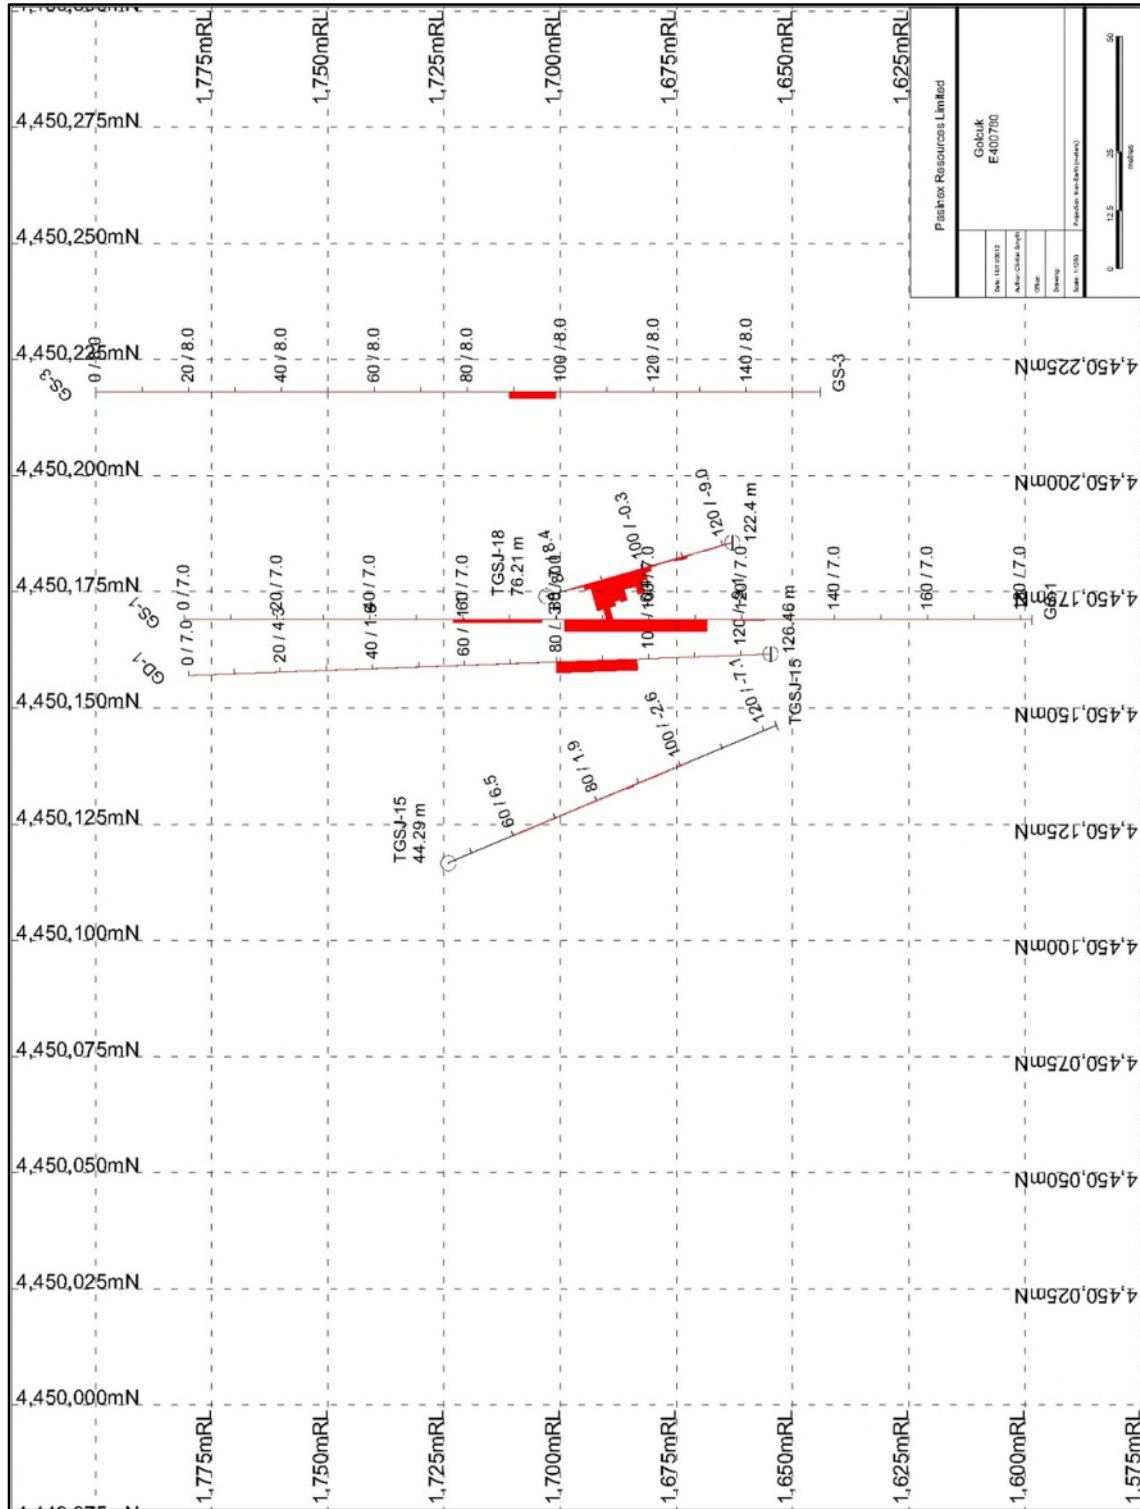 1,775mRL
1,750mRL
1,725mRL
1,700mRL
1,675mRL
1,650mRL
1,625mRL
Pasinex Resources Limited
Golcuk
E400780
Scale: 1:1250
0 12.5 25 50
metres
4,450,275mN
4,450,250mN
4,450,225mN
4,450,225mN
GS-3
20 / 8.0
40 / 8.0
60 / 8.0
80 / 8.0
100 / 8.0
120 / 8.0
140 / 8.0
GS-3
4,450,200mN
4,450,200mN
TGSJ-18
76.21 m
100 / -0.3
120 / -9.0
122.4 m
4,450,175mN
GS-1
0 / 7.0
140 / 7.0
160 / 7.0
GD-1
0 / 7.0
126.46 m
TGSJ-15
4,450,150mN
4,450,150mN
TGSJ-15
44.29 m
60 / 6.5
80 / 1.9
100 / -2.6
120 / -7.1
4,450,125mN
4,450,125mN
4,450,100mN
4,450,100mN
4,450,075mN
4,450,075mN
4,450,050mN
4,450,050mN
4,450,025mN
4,450,025mN
4,450,000mN
1,775mRL
1,750mRL
1,725mRL
1,700mRL
1,675mRL
1,650mRL
1,625mRL
1,600mRL
1,575mRL